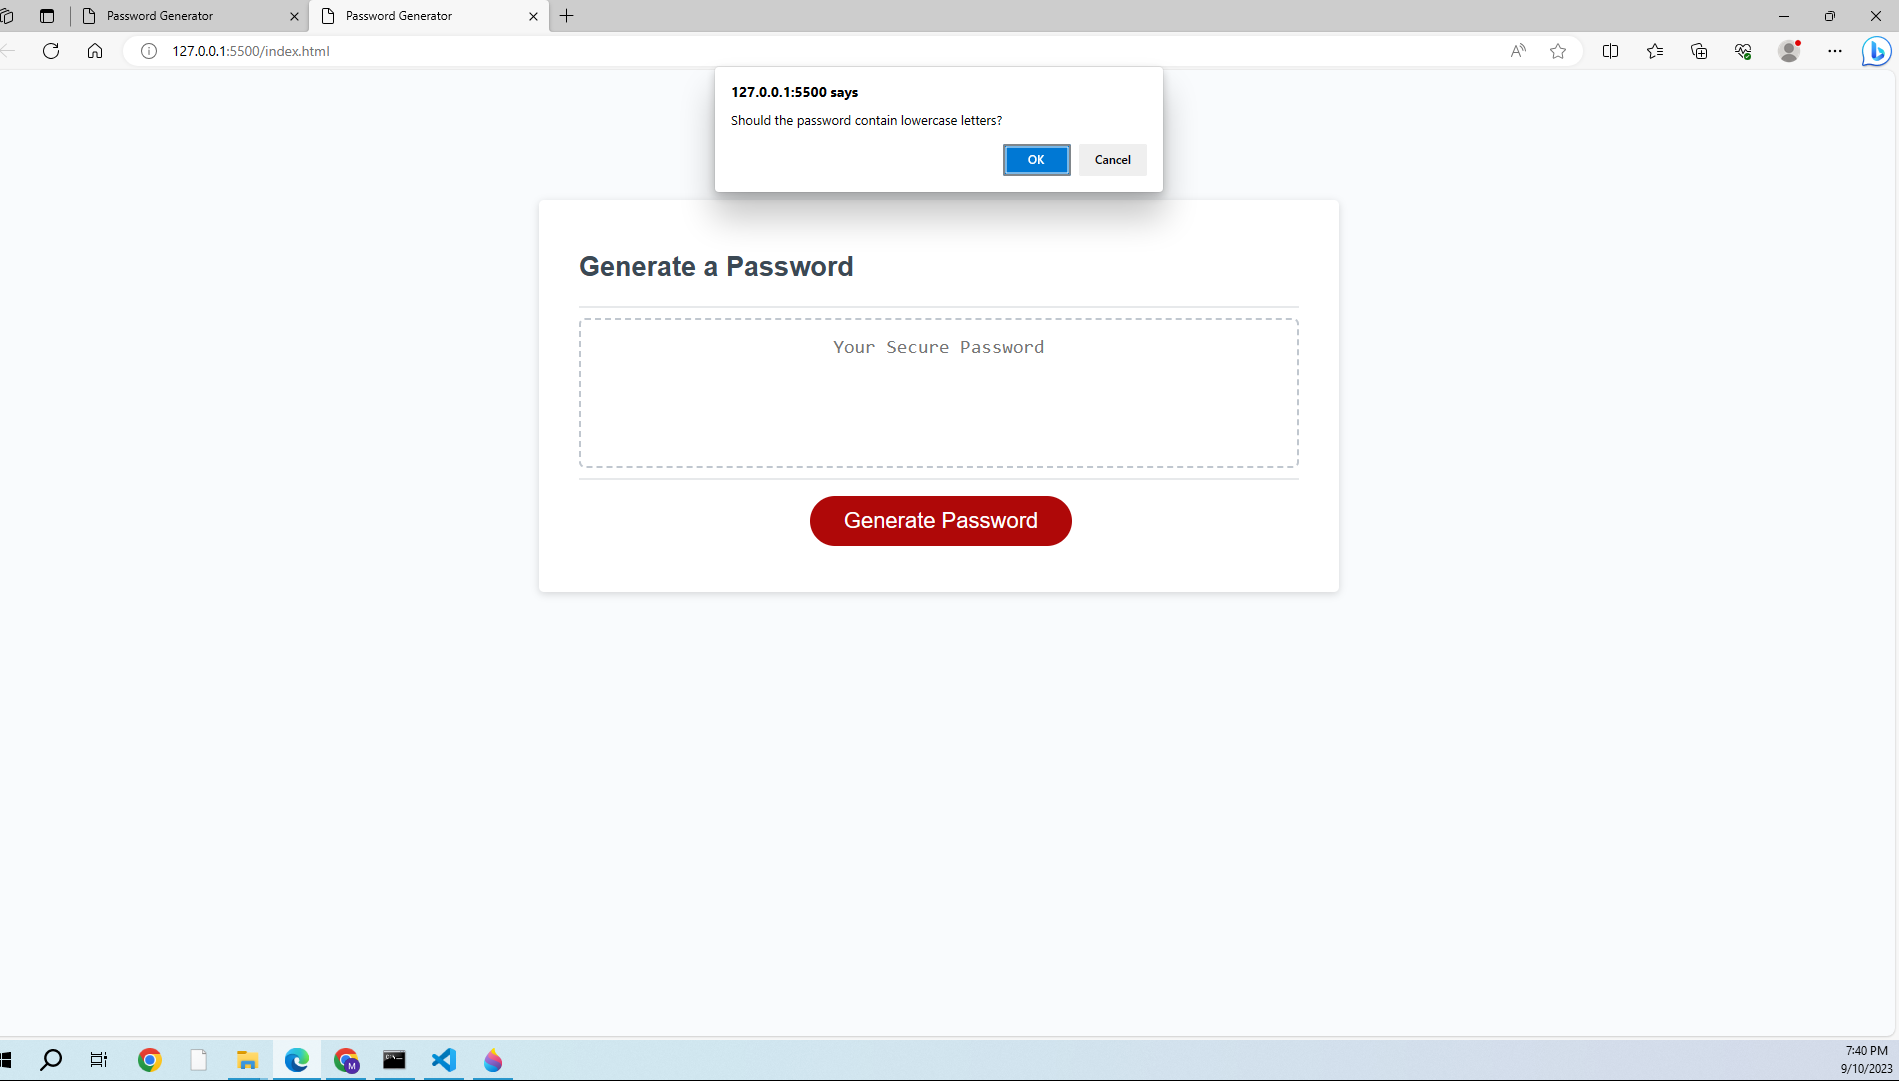 Password Generator
Password Generator
127.0.0.1:5500/index.html
127.0.0.1:5500 says
Should the password contain lowercase letters?
OK
Cancel
Generate a Password
Your Secure Password
Generate Password
7:40 PM
9/10/2023